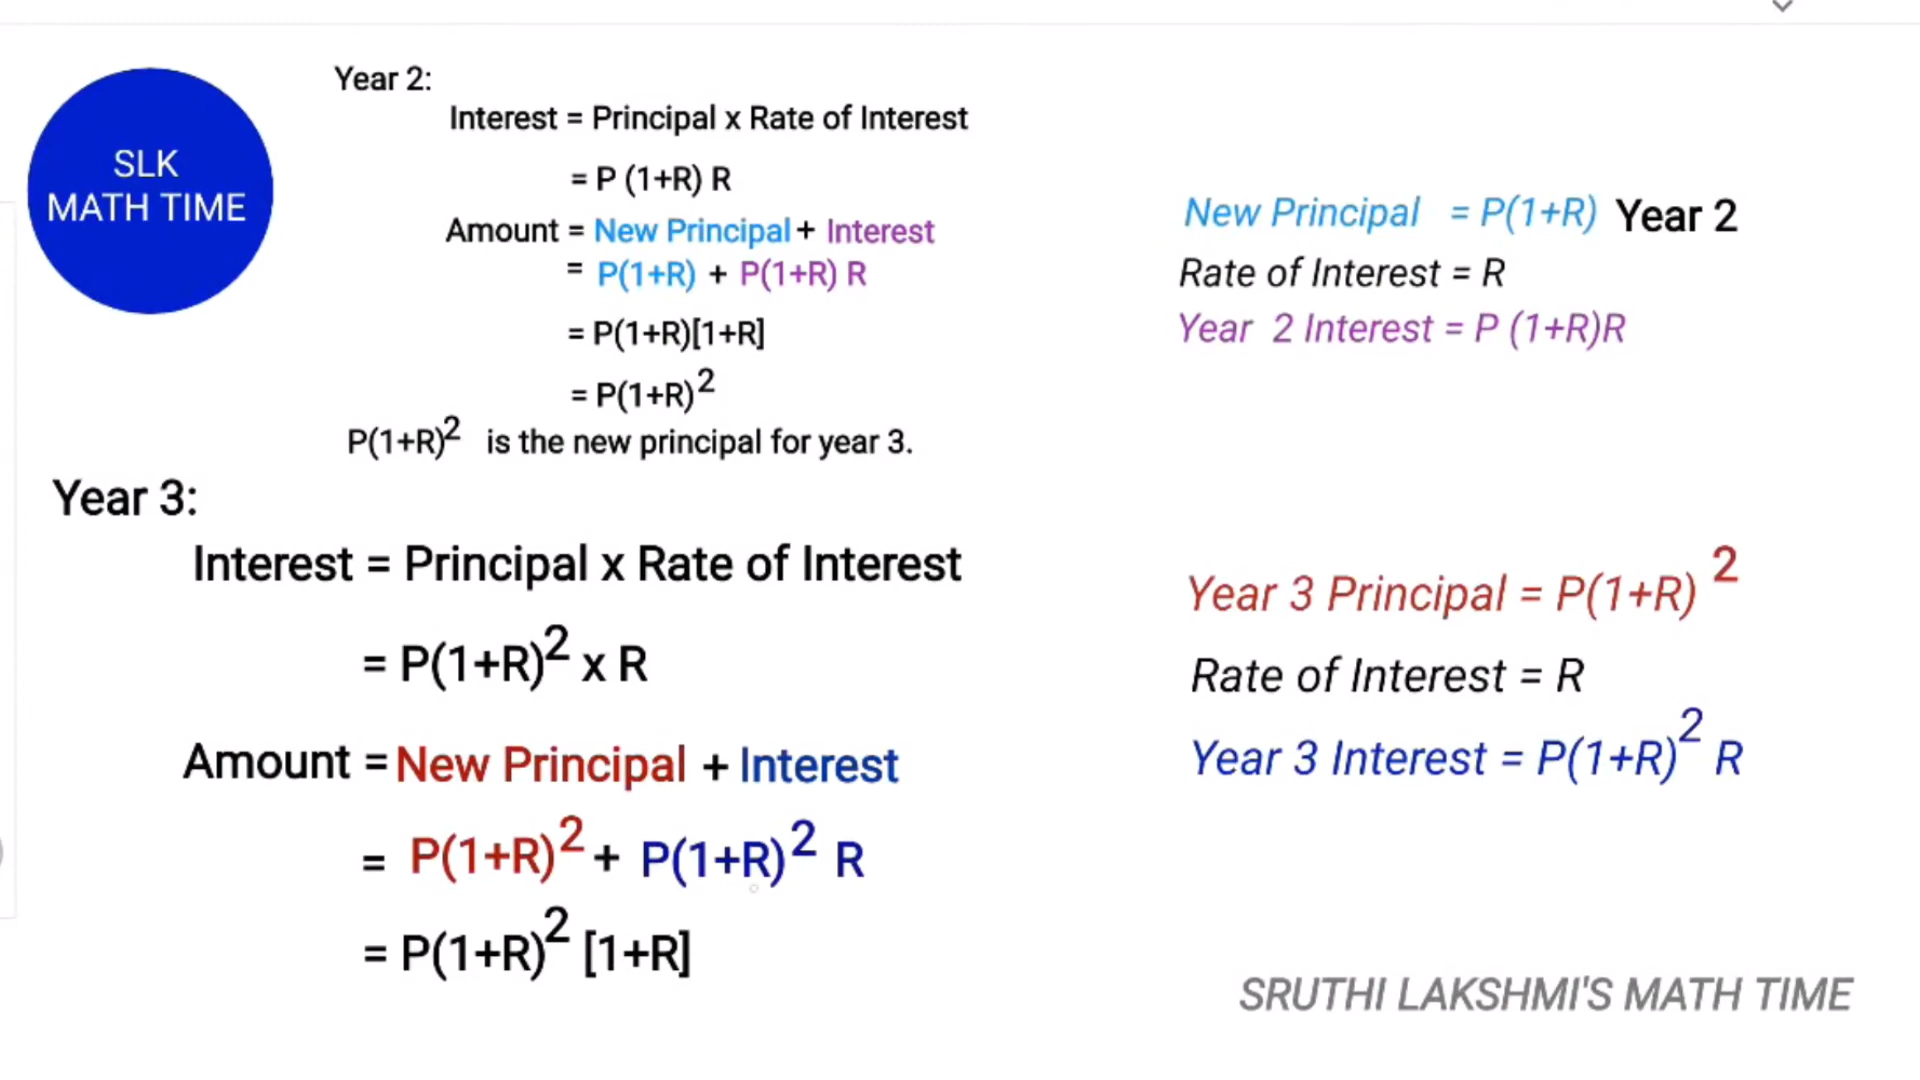 SLK
MATH TIME
Year 2:
Interest = Principal x Rate of Interest
= P (1+R) R
Amount = New Principal + Interest
= P(1+R) + P(1+R) R
= P(1+R)[1+R]
= P(1+R)²
P(1+R)² is the new principal for year 3.
New Principal = P(1+R) Year 2
Rate of Interest = R
Year 2 Interest = P (1+R)R
Year 3:
Interest = Principal x Rate of Interest
= P(1+R)² x R
Amount = New Principal + Interest
= P(1+R)² + P(1+R)² R
= P(1+R)² [1+R]
Year 3 Principal = P(1+R)²
Rate of Interest = R
Year 3 Interest = P(1+R)² R
SRUTHI LAKSHMI'S MATH TIME